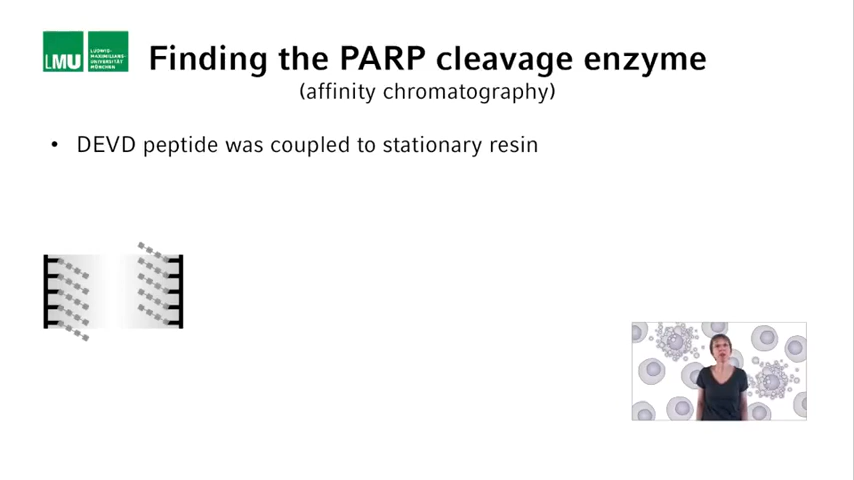 LMU
LUDWIG-
MAXIMILIANS-
UNIVERSITÄT
MÜNCHEN
Finding the PARP cleavage enzyme
(affinity chromatography)
• DEVD peptide was coupled to stationary resin